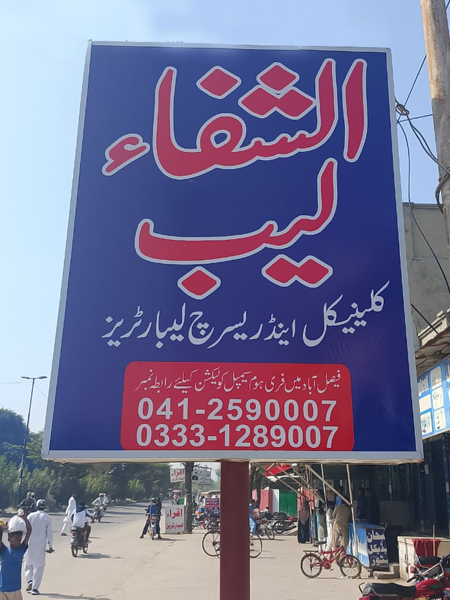 الشفاء
لیب
کلینیکل اینڈ ریسرچ لیبارٹریز
فیصل آباد میں فری ہوم سیمپل کولیکشن کیلئے رابطہ نمبر
041-2590007
0333-1289007
اقراء